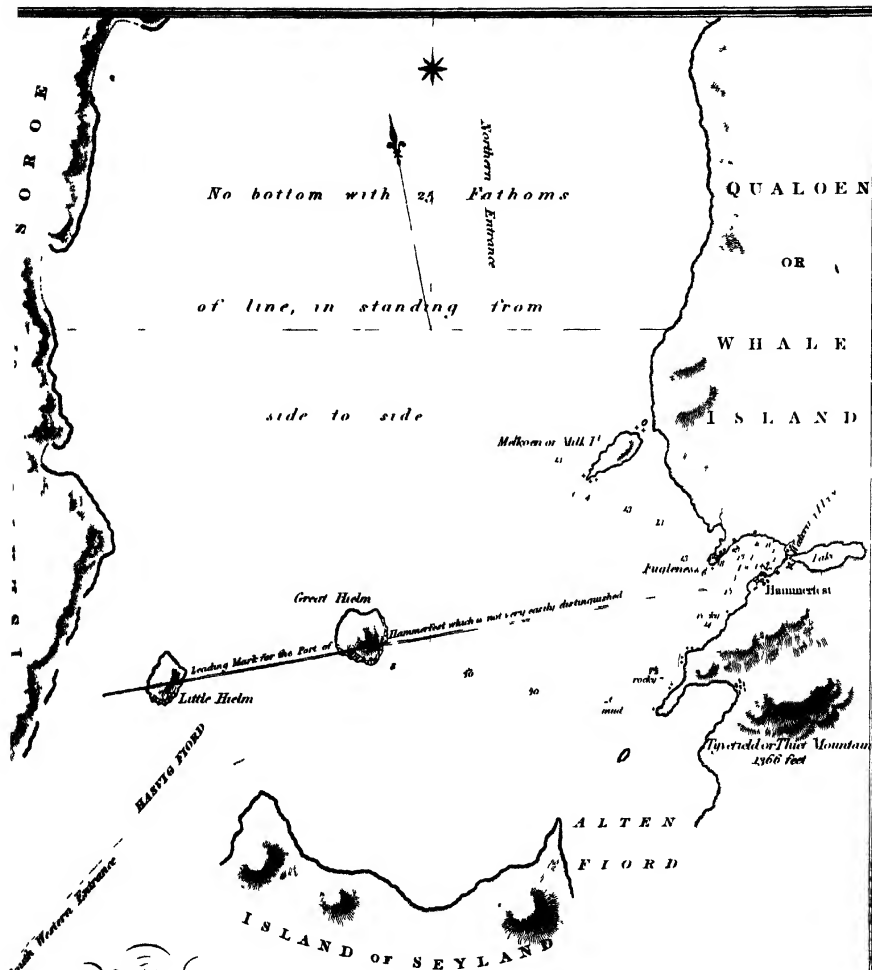 SOROE
Northern Entrance
No bottom with 25 Fathoms
of line, in standing from
side to side
QUALOEN
OR
WHALE
ISLAND
Melkoen or Milk Id
Fugleness
Lake
Hammerfest
Great Hielm
Leading Mark for the Port of Hammerfest which is not very easily distinguished
Little Hielm
rocky
mud
Tyvefield or Thief Mountain
1366 feet
HASVIG FIORD
South Western Entrance
ALTEN
FIORD
ISLAND OF SEYLAND